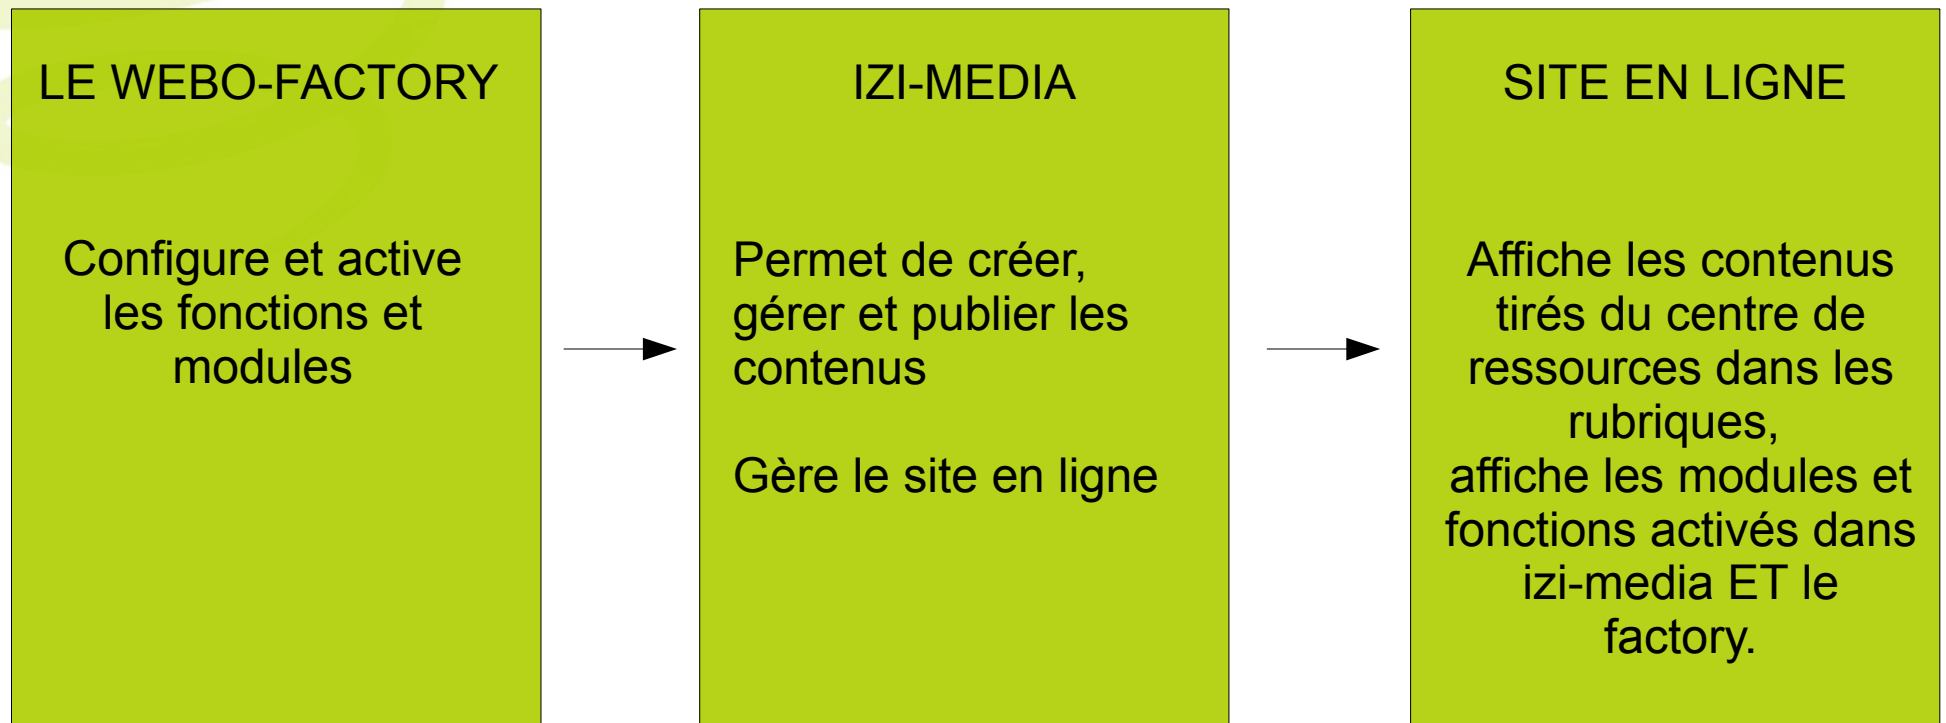 LE WEBO-FACTORY
Configure et active
les fonctions et
modules
IZI-MEDIA
Permet de créer,
gérer et publier les
contenus
Gère le site en ligne
SITE EN LIGNE
Affiche les contenus
tirés du centre de
ressources dans les
rubriques,
affiche les modules et
fonctions activés dans
izi-media ET le
factory.